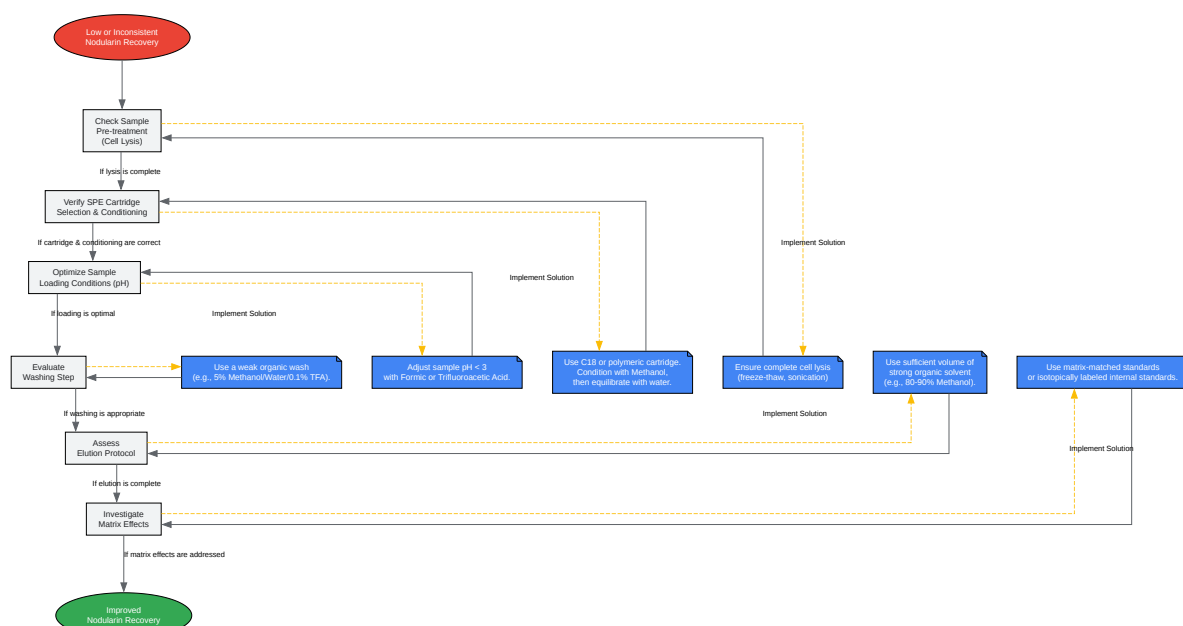 Low or Inconsistent
Nodularin Recovery
Check Sample
Pre-treatment
(Cell Lysis)
If lysis is complete
Verify SPE Cartridge
Selection & Conditioning
If cartridge & conditioning are correct
Implement Solution
Optimize Sample
Loading Conditions (pH)
Implement Solution
If loading is optimal
Implement Solution
Evaluate
Washing Step
Use a weak organic wash
(e.g., 5% Methanol/Water/0.1% TFA).
Adjust sample pH < 3
with Formic or Trifluoroacetic Acid.
Use C18 or polymeric cartridge.
Condition with Methanol,
then equilibrate with water.
Ensure complete cell lysis
(freeze-thaw, sonication)
Use sufficient volume of
strong organic solvent
(e.g., 80-90% Methanol).
Use matrix-matched standards
or isotopically labeled internal standards.
If washing is appropriate
Implement Solution
Assess
Elution Protocol
Implement Solution
If elution is complete
Investigate
Matrix Effects
If matrix effects are addressed
Improved
Nodularin Recovery